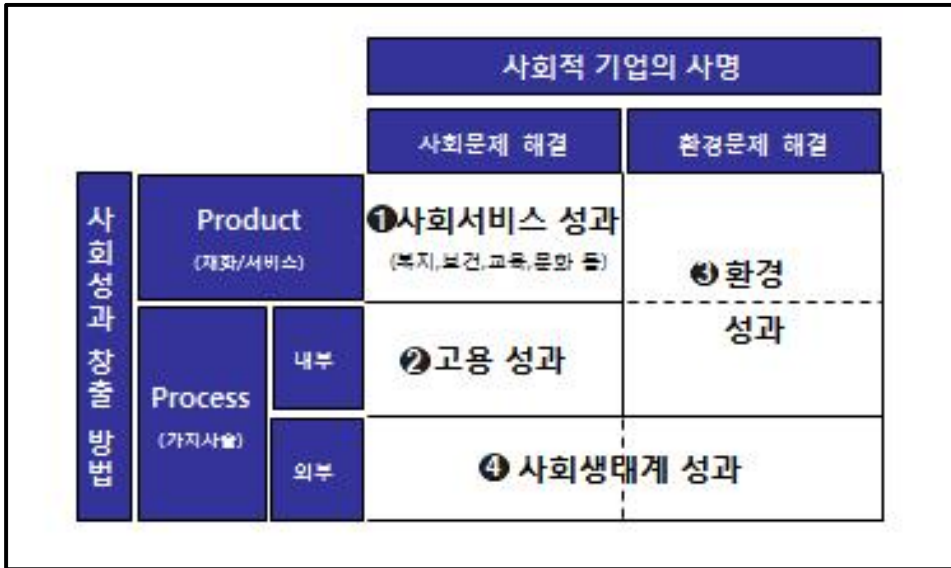 사회적 기업의 사명
사회문제 해결
환경문제 해결
사회성과 창출 방법
Product
(재화/서비스)
❶사회서비스 성과
(복지,보건,교육,문화 등)
❸환경
성과
Process
(가치사슬)
내부
❷고용 성과
외부
❹ 사회생태계 성과